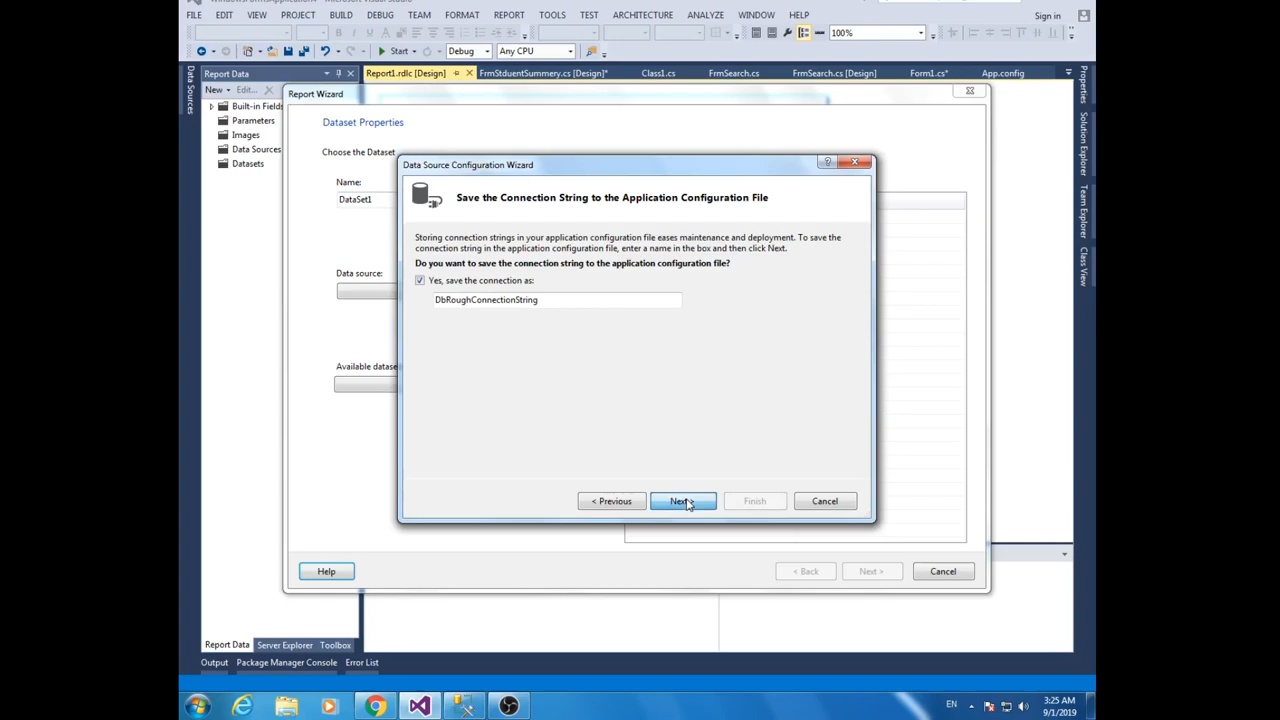 FILE EDIT VIEW PROJECT BUILD DEBUG TEAM FORMAT REPORT TOOLS TEST ARCHITECTURE ANALYZE WINDOW HELP Sign in
100%
Start Debug Any CPU
Data Sources
Report Data
Report1.rdlc [Design] FrmStduentSummery.cs [Design]* Class1.cs FrmSearch.cs FrmSearch.cs [Design] Form1.cs* App.config
New Edit...
Built-in Fields
Parameters
Images
Data Sources
Datasets
Report Wizard
Dataset Properties
Choose the Dataset
Name:
DataSet1
Data source:
Available datase
Data Source Configuration Wizard
Save the Connection String to the Application Configuration File
Storing connection strings in your application configuration file eases maintenance and deployment. To save the
connection string in the application configuration file, enter a name in the box and then click Next.
Do you want to save the connection string to the application configuration file?
Yes, save the connection as:
DbRoughConnectionString
< Previous Next > Finish Cancel
Help < Back Next > Cancel
Properties
Solution Explorer
Team Explorer
Class View
Report Data Server Explorer Toolbox
Output Package Manager Console Error List
EN
3:25 AM
9/1/2019